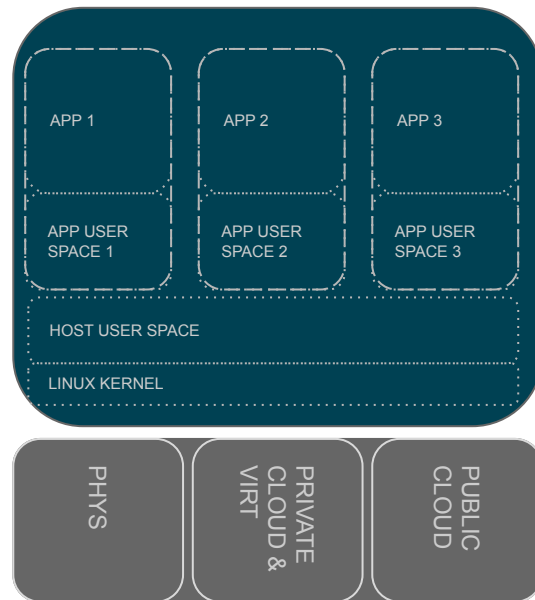 APP 1
APP 2
APP 3
APP USER
SPACE 1
APP USER
SPACE 2
APP USER
SPACE 3
HOST USER SPACE
LINUX KERNEL
PHYS
PRIVATE
CLOUD &
VIRT
PUBLIC
CLOUD